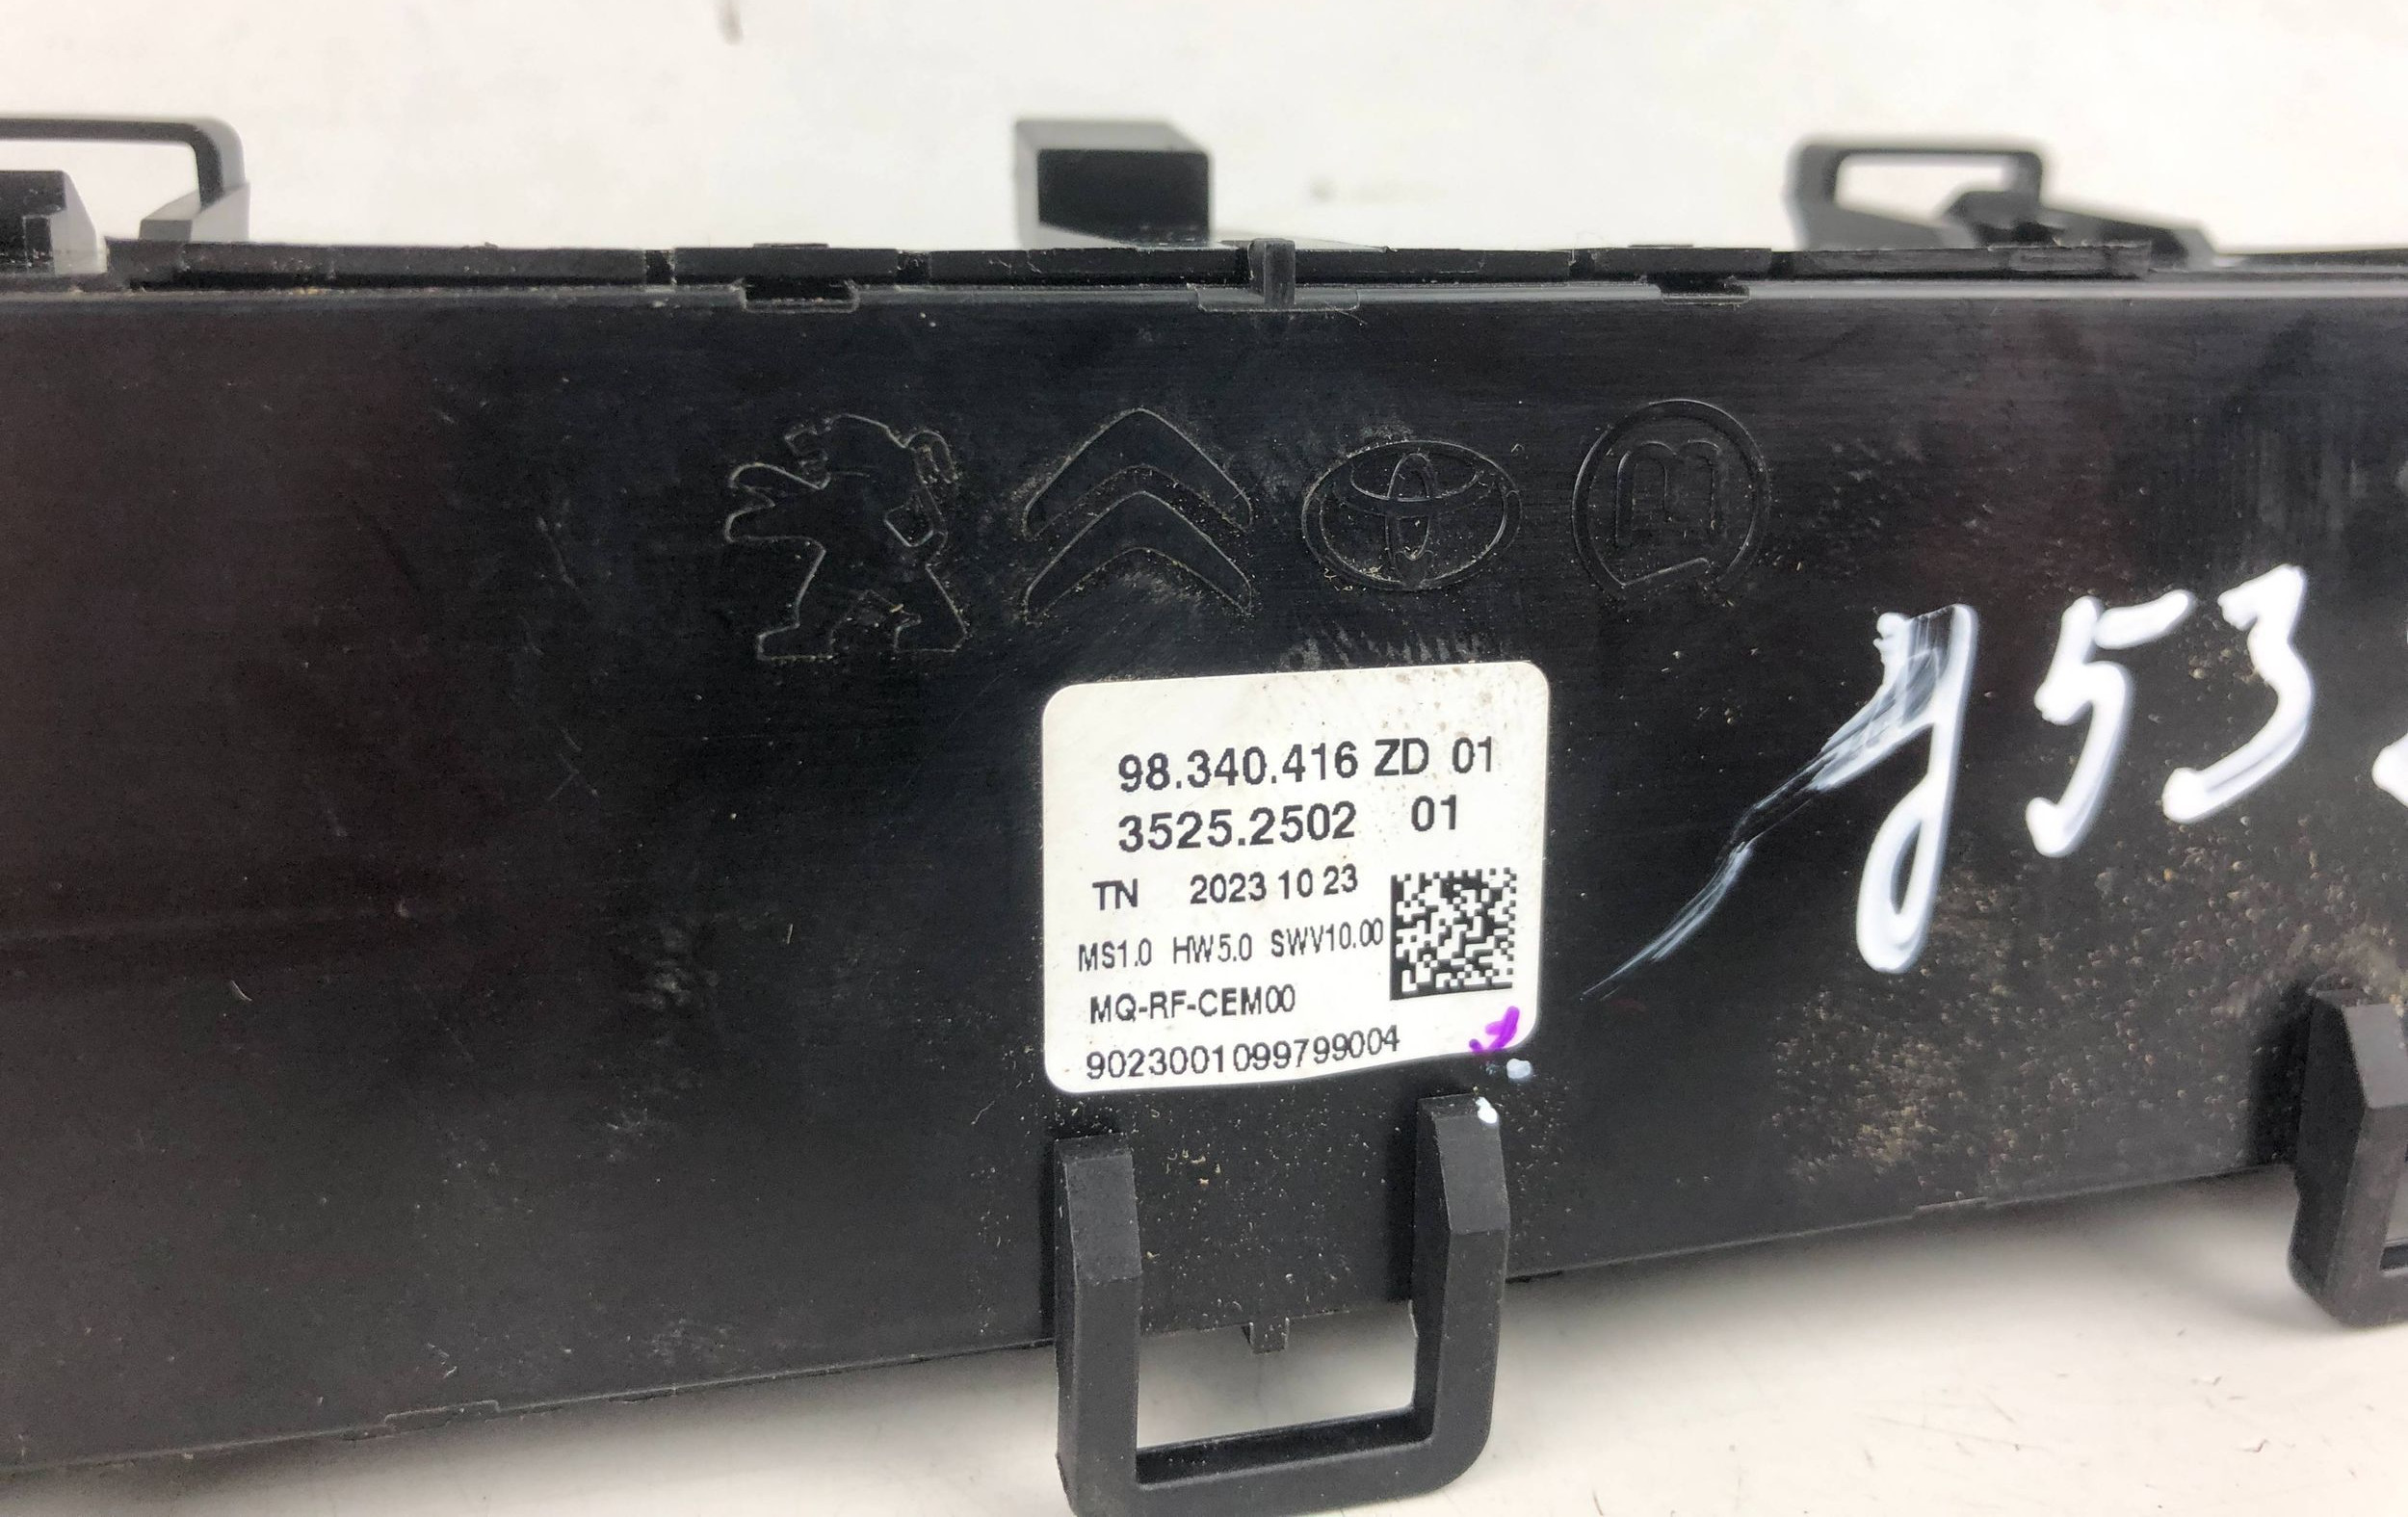 98.340.416 ZD 01
3525.2502 01
TN 2023 10 23
MS1.0 HW5.0 SWV10.00
MQ-RF-CEM00
9023001099799004
53